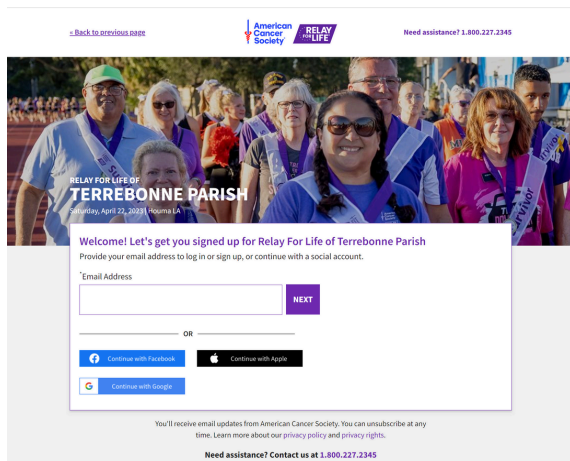 « Back to previous page
American
Cancer
Society
RELAY
FOR LIFE
Need assistance? 1.800.227.2345
RELAY FOR LIFE OF
TERREBONNE PARISH
Saturday, April 22, 2023 | Houma LA
Survivor
Welcome! Let's get you signed up for Relay For Life of Terrebonne Parish
Provide your email address to log in or sign up, or continue with a social account.
*Email Address
NEXT
OR
Continue with Facebook
Continue with Apple
G Continue with Google
You'll receive email updates from American Cancer Society. You can unsubscribe at any
time. Learn more about our privacy policy and privacy rights.
Need assistance? Contact us at 1.800.227.2345